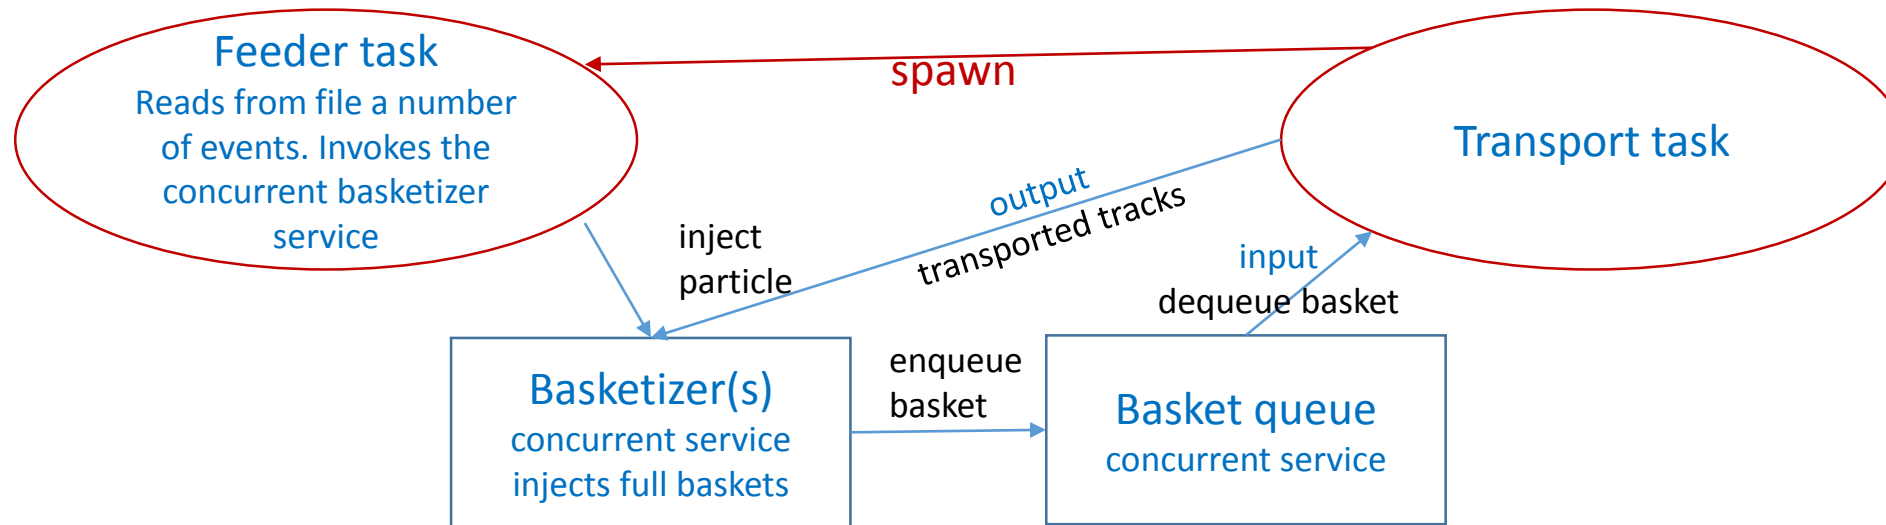 Feeder task
Reads from file a number
of events. Invokes the
concurrent basketizer
service
spawn
Transport task
output
transported tracks
inject
particle
input
dequeue basket
enqueue
basket
Basketizer(s)
concurrent service
injects full baskets
Basket queue
concurrent service